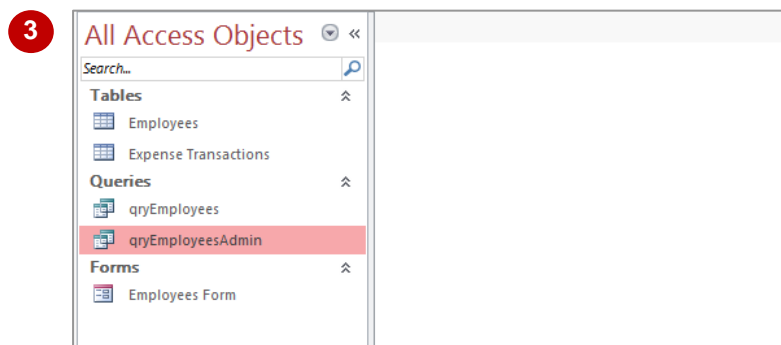 3
All Access Objects
Search...
Tables
Employees
Expense Transactions
Queries
qryEmployees
qryEmployeesAdmin
Forms
Employees Form